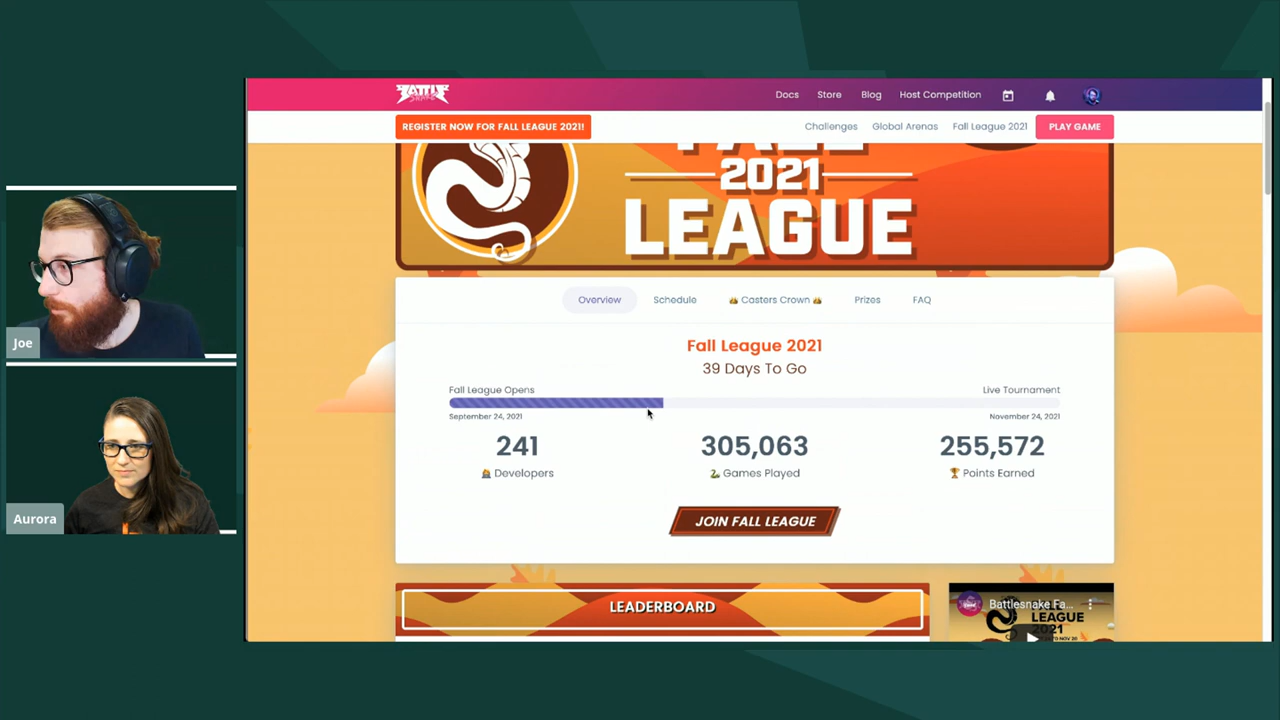 BATTLE
SNAKE
Docs
Store
Blog
Host Competition
REGISTER NOW FOR FALL LEAGUE 2021!
Challenges
Global Arenas
Fall League 2021
PLAY GAME
FALL
2021
LEAGUE
Overview
Schedule
Casters Crown
Prizes
FAQ
Fall League 2021
39 Days To Go
Fall League Opens
Live Tournament
September 24, 2021
November 24, 2021
241
305,063
255,572
Developers
Games Played
Points Earned
JOIN FALL LEAGUE
LEADERBOARD
Battlesnake Fa...
LEAGUE
2021
Joe
Aurora